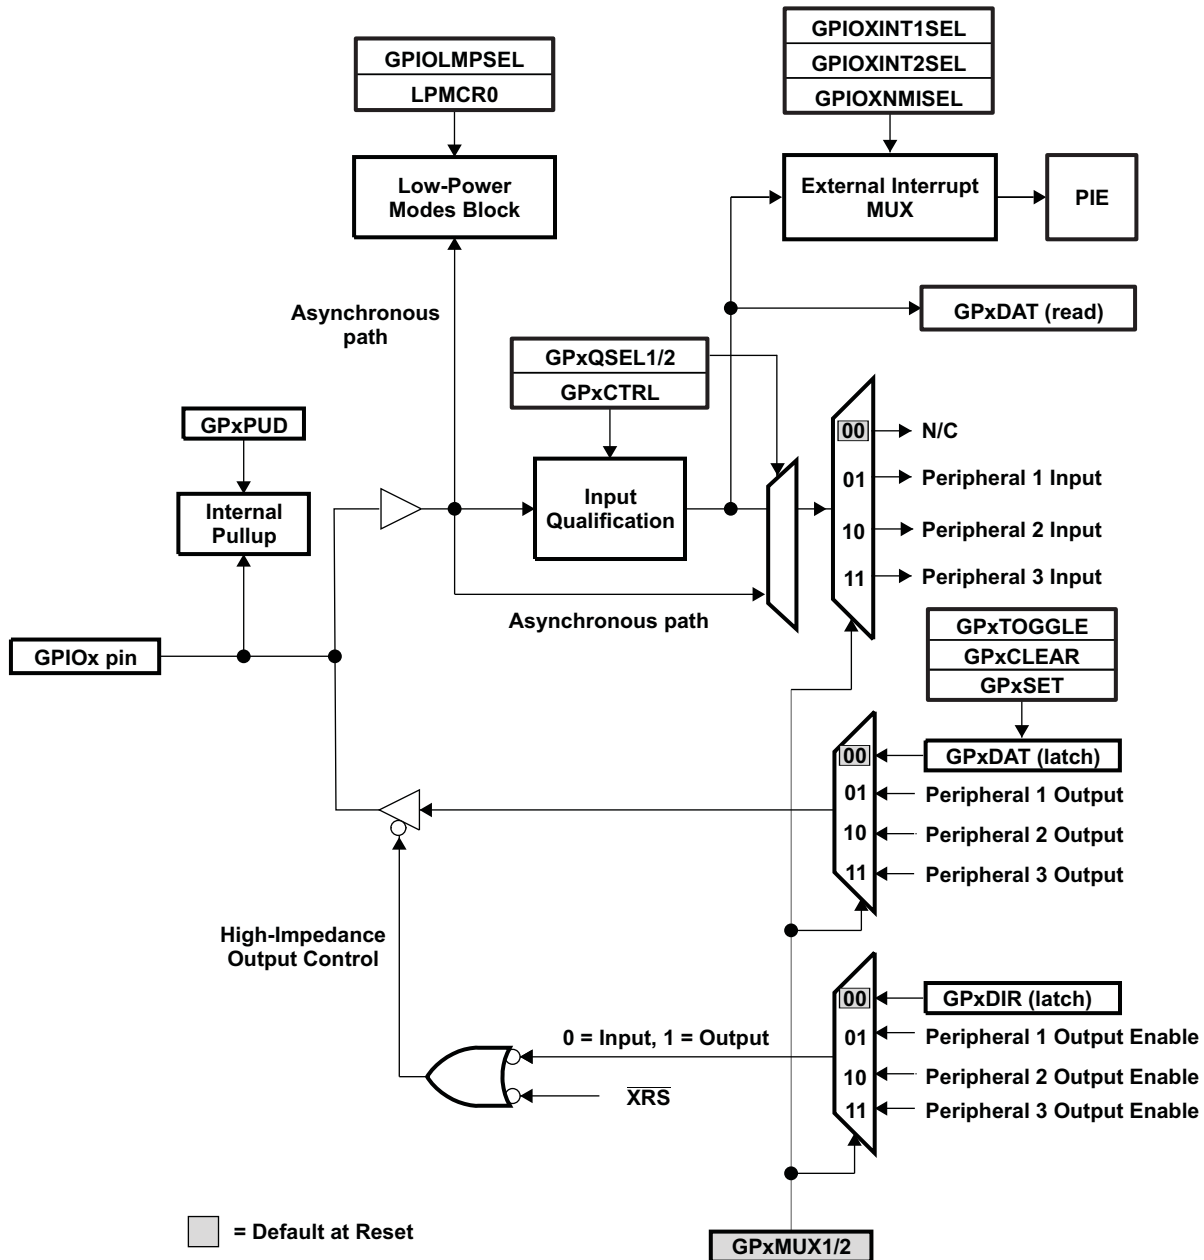 GPIOXINT1SEL
GPIOXINT2SEL
GPIOXNMISEL
GPIOLMPSEL
LPMCR0
Low-Power
Modes Block
External Interrupt
MUX
PIE
Asynchronous
path
GPxDAT (read)
GPxQSEL1/2
GPxCTRL
GPxPUD
Internal
Pullup
Input
Qualification
00
N/C
01
Peripheral 1 Input
10
Peripheral 2 Input
11
Peripheral 3 Input
Asynchronous path
GPIOx pin
GPxTOGGLE
GPxCLEAR
GPxSET
00
GPxDAT (latch)
01
Peripheral 1 Output
10
Peripheral 2 Output
11
Peripheral 3 Output
High-Impedance
Output Control
00
GPxDIR (latch)
0 = Input, 1 = Output
01
Peripheral 1 Output Enable
10
Peripheral 2 Output Enable
XRS
11
Peripheral 3 Output Enable
= Default at Reset
GPxMUX1/2